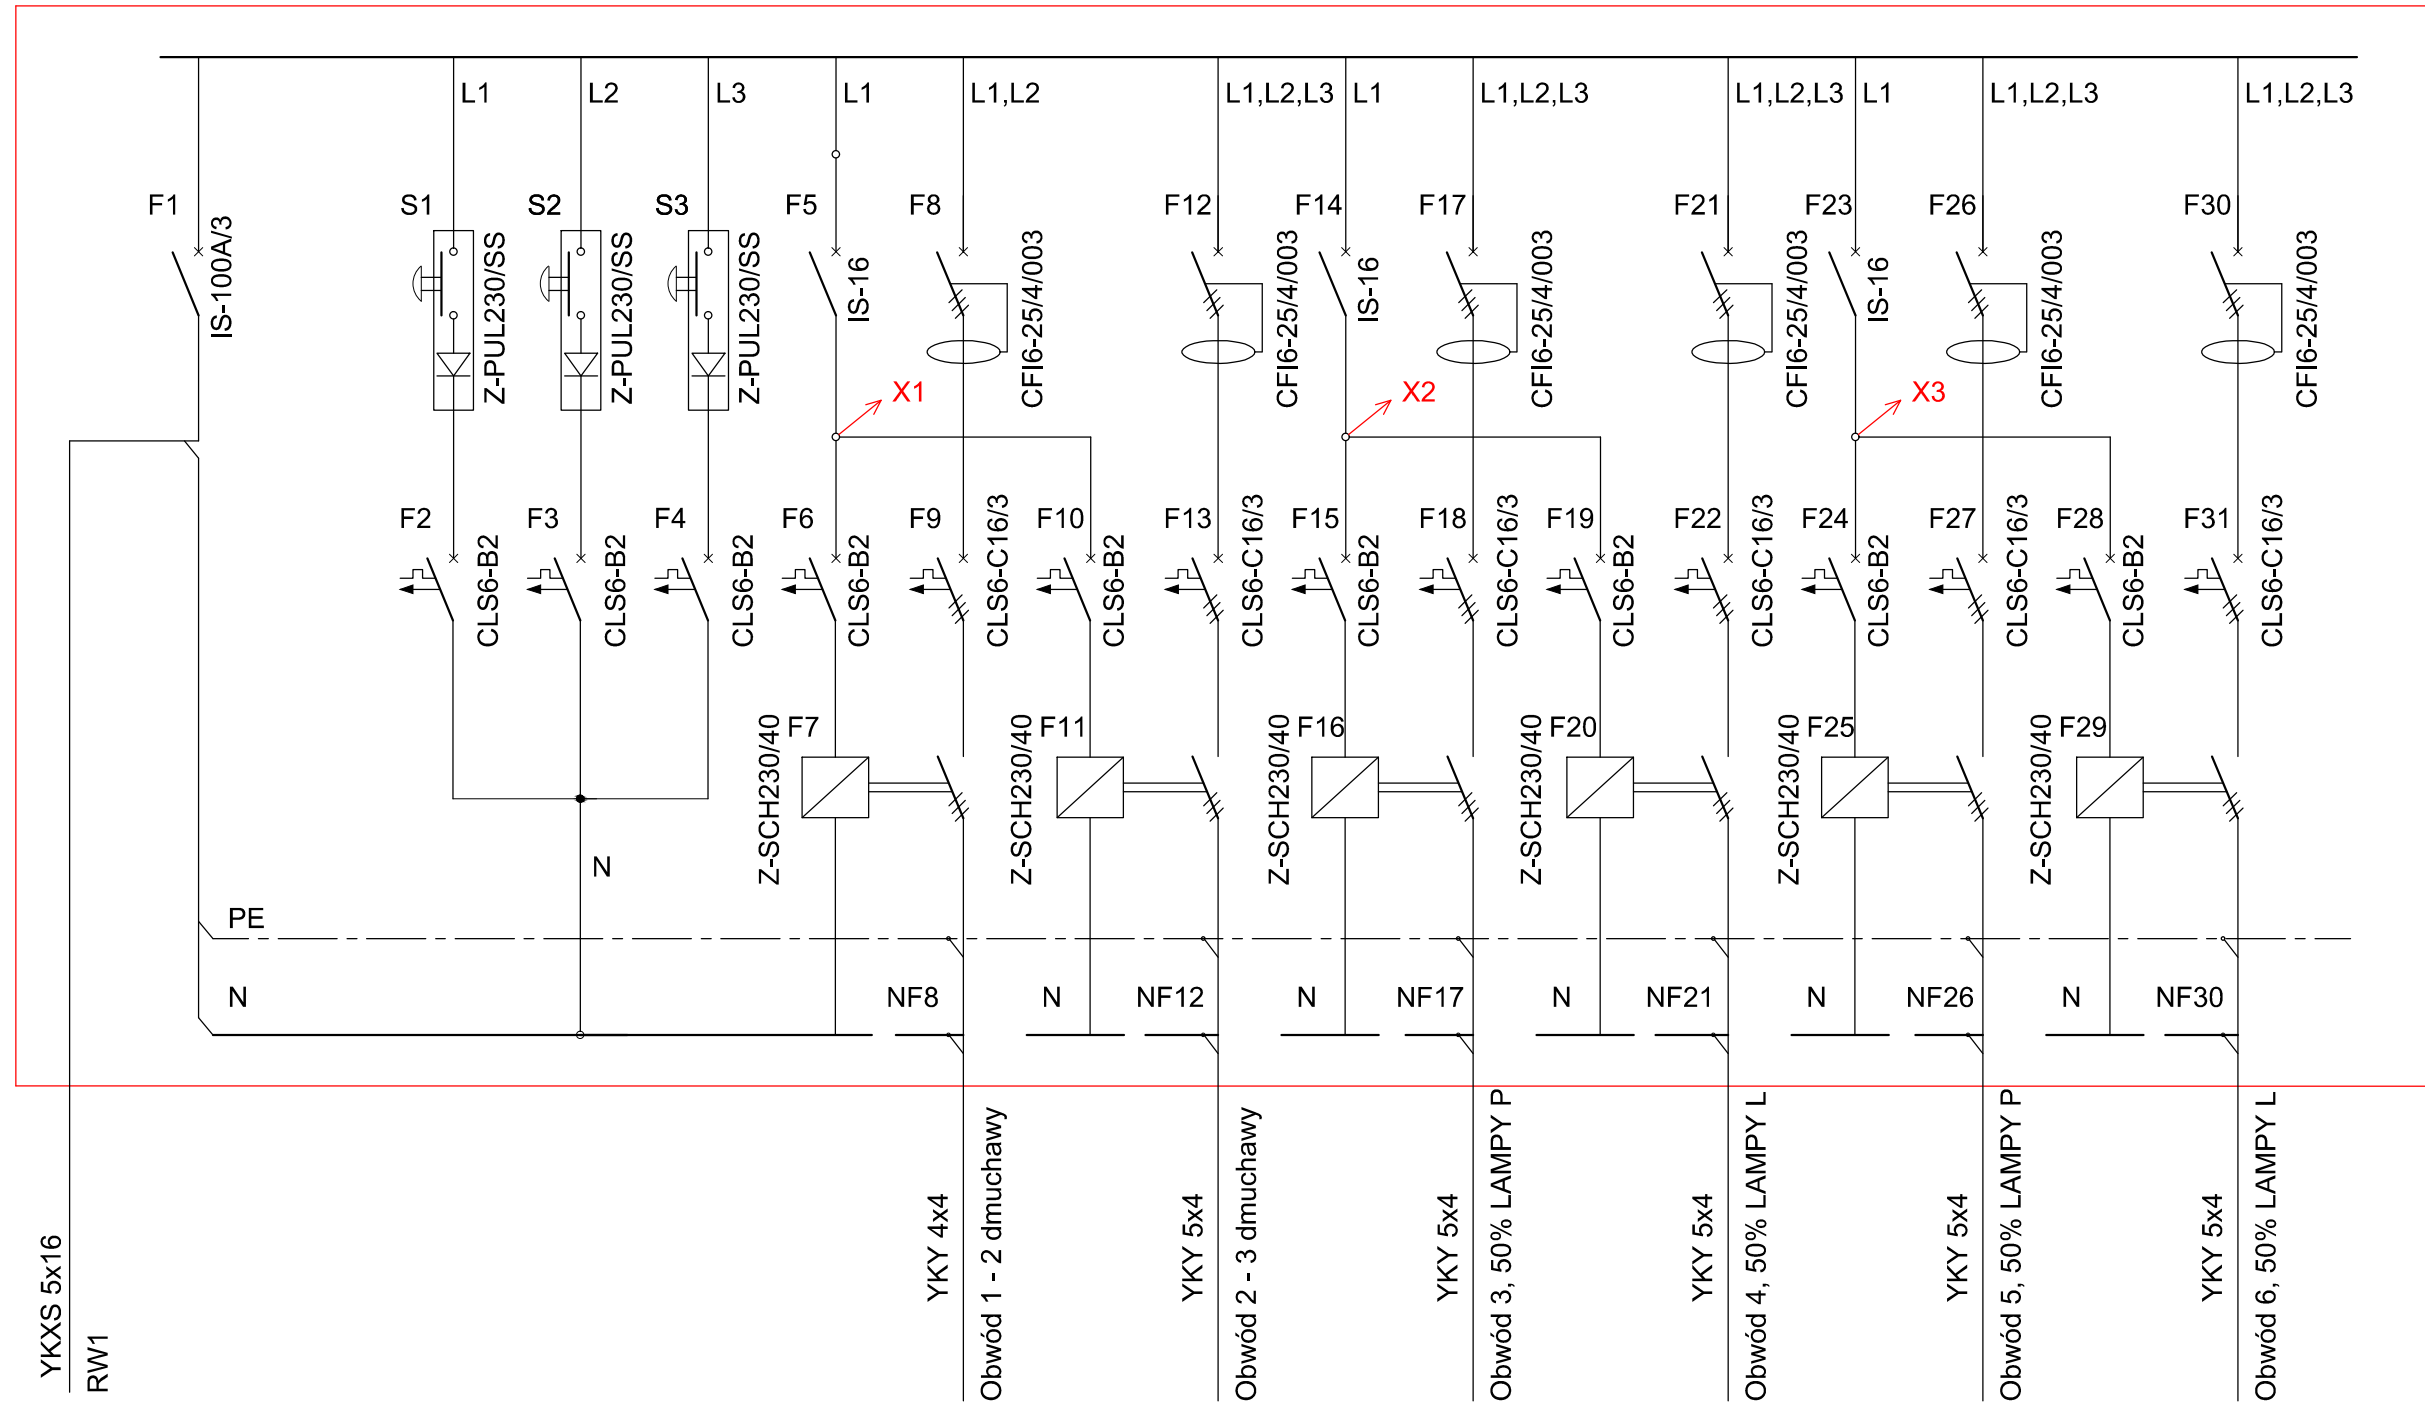 L1
L2
L3
L1
L1,L2
L1,L2,L3
L1
L1,L2,L3
L1,L2,L3
L1
L1,L2,L3
L1,L2,L3
F1
S1
S2
S3
F5
F8
F12
F14
F17
F21
F23
F26
F30
IS-100A/3
Z-PUL230/SS
Z-PUL230/SS
Z-PUL230/SS
IS-16
CFI6-25/4/003
CFI6-25/4/003
IS-16
CFI6-25/4/003
CFI6-25/4/003
IS-16
CFI6-25/4/003
CFI6-25/4/003
X1
X2
X3
F2
F3
F4
F6
F9
F10
F13
F15
F18
F19
F22
F24
F27
F28
F31
CLS6-B2
CLS6-B2
CLS6-B2
CLS6-B2
CLS6-C16/3
CLS6-B2
CLS6-C16/3
CLS6-B2
CLS6-C16/3
CLS6-B2
CLS6-C16/3
CLS6-B2
CLS6-C16/3
CLS6-B2
CLS6-C16/3
F7
F11
F16
F20
F25
F29
Z-SCH230/40
Z-SCH230/40
Z-SCH230/40
Z-SCH230/40
Z-SCH230/40
Z-SCH230/40
N
PE
N
NF8
N
NF12
N
NF17
N
NF21
N
NF26
N
NF30
YKXS 5x16
RW1
YKY 4x4
Obwód 1 - 2 dmuchawy
YKY 5x4
Obwód 2 - 3 dmuchawy
YKY 5x4
Obwód 3, 50% LAMPY P
YKY 5x4
Obwód 4, 50% LAMPY L
YKY 5x4
Obwód 5, 50% LAMPY P
YKY 5x4
Obwód 6, 50% LAMPY L